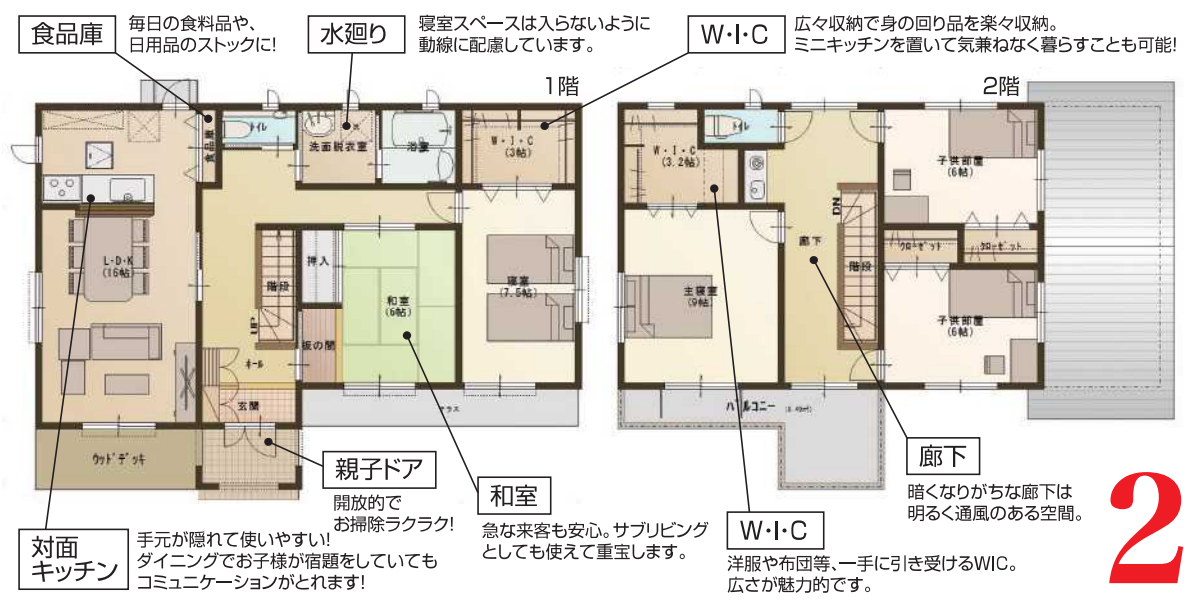 食品庫
毎日の食料品や、
日用品のストックに!
水廻り
寝室スペースは入らないように
動線に配慮しています。
W・I・C
広々収納で身の回り品を楽々収納。
ミニキッチンを置いて気兼ねなく暮らすことも可能!
1階
食品庫
トイレ
洗面脱衣室
浴室
W・I・C
(3帖)
L・D・K
(16帖)
押入
階段
UP
和室
(6帖)
寝室
(7.5帖)
板の間
ホール
玄関
テラス
ウッドデッキ
2階
W・I・C
(3.2帖)
トイレ
子供部屋
(6帖)
DN
廊下
階段
クローゼット
クローゼット
主寝室
(9帖)
子供部屋
(6帖)
バルコニー
親子ドア
開放的で
お掃除ラクラク!
和室
急な来客も安心。サブリビング
としても使えて重宝します。
対面
キッチン
手元が隠れて使いやすい!
ダイニングでお子様が宿題をしていても
コミュニケーションがとれます!
W・I・C
洋服や布団等、一手に引き受けるWIC。
広さが魅力的です。
廊下
暗くなりがちな廊下は
明るく通風のある空間。
2